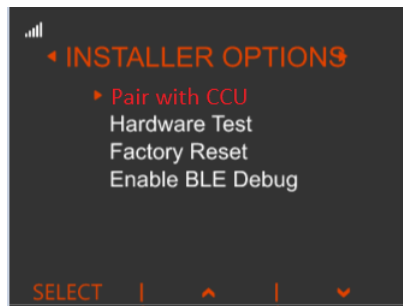 INSTALLER OPTIONS
Pair with CCU
Hardware Test
Factory Reset
Enable BLE Debug
SELECT | |